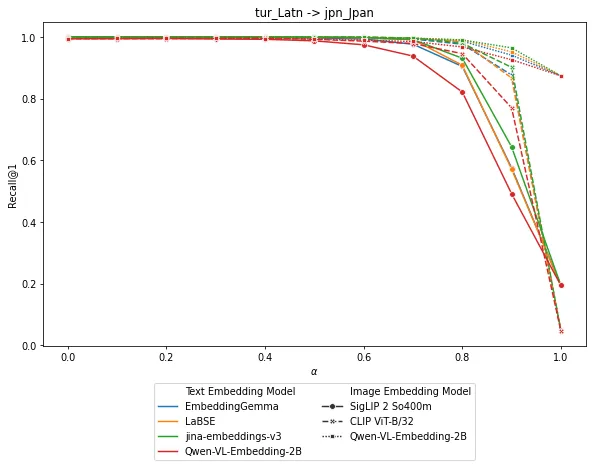 tur_Latn -> jpn_Jpan
Recall@1
1.0
0.8
0.6
0.4
0.2
0.0
0.0 0.2 0.4 0.6 0.8 1.0
α
Text Embedding Model
EmbeddingGemma
LaBSE
jina-embeddings-v3
Qwen-VL-Embedding-2B
Image Embedding Model
SigLIP 2 So400m
CLIP ViT-B/32
Qwen-VL-Embedding-2B